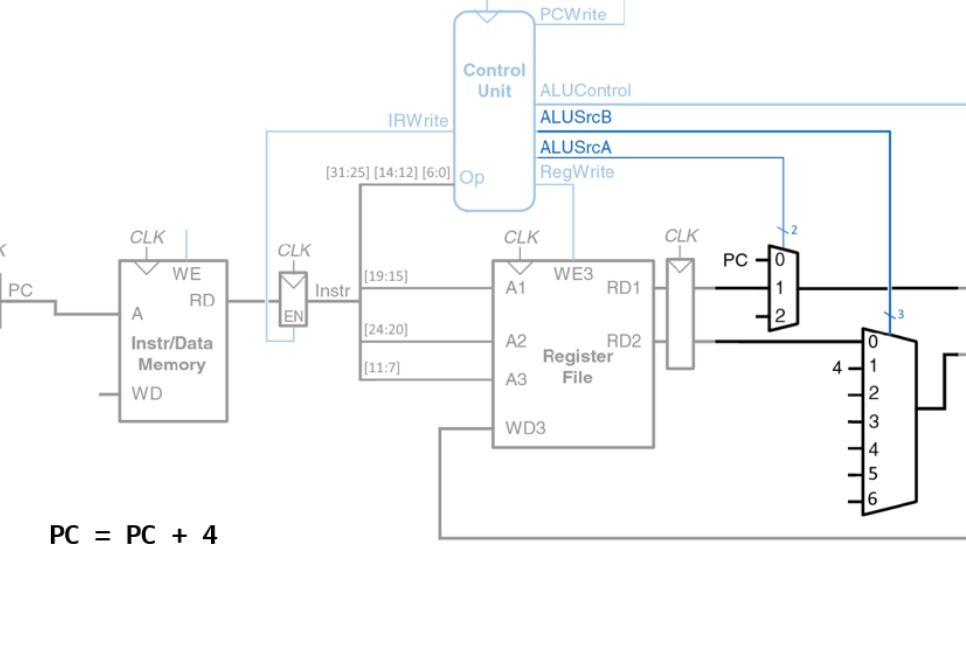 PCWrite
Control
Unit
ALUControl
ALUSrcB
IRWrite
ALUSrcA
[31:25] [14:12] [6:0]
Op
RegWrite
2
CLK
CLK
CLK
CLK
K
PC
WE
RD
A
Instr/Data
Memory
WD
EN
Instr
[19:15]
[24:20]
[11:7]
WE3
A1
RD1
A2
RD2
Register
File
A3
WD3
PC
0
1
2
3
0
4
1
2
3
4
5
6
PC = PC + 4